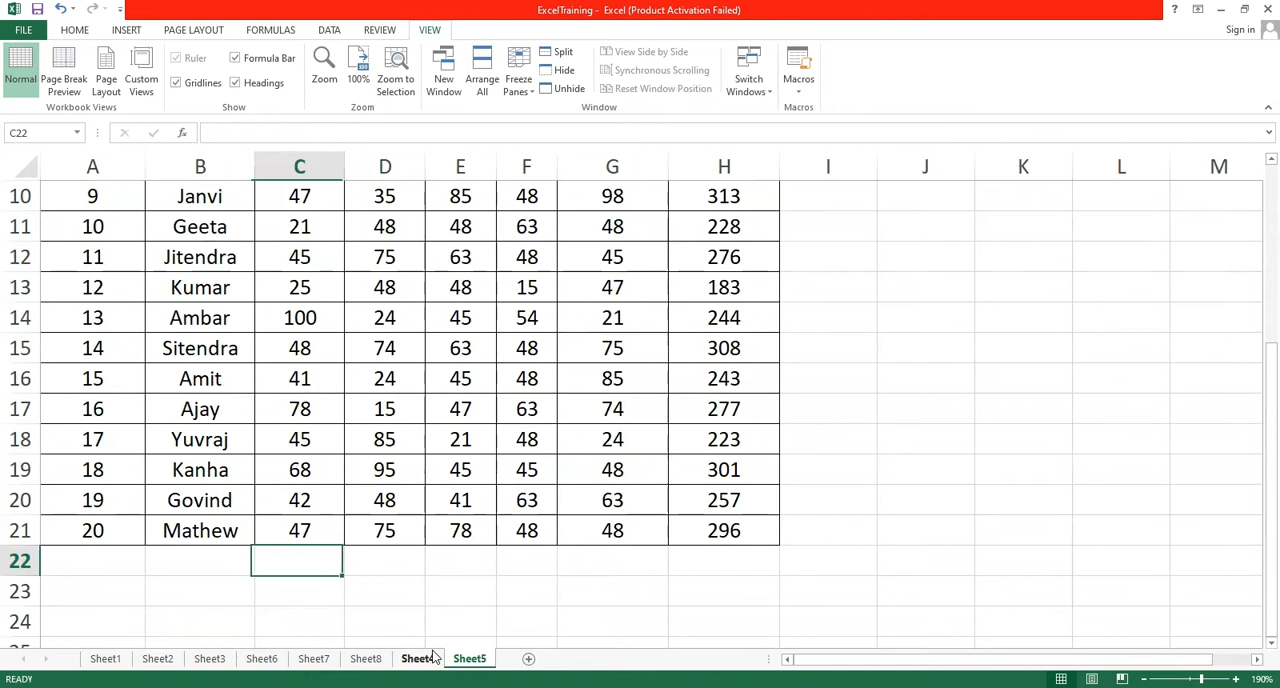 ExcelTraining - Excel (Product Activation Failed)
?
FILE HOME INSERT PAGE LAYOUT FORMULAS DATA REVIEW VIEW Sign in
Normal Page Break Preview Page Layout Custom Views
Ruler Formula Bar
Gridlines Headings
Zoom 100% Zoom to Selection
New Window Arrange All Freeze Panes
Split
Hide
Unhide
View Side by Side
Synchronous Scrolling
Reset Window Position
Switch Windows
Macros
Workbook Views Show Zoom Window Macros
C22 fx
A B C D E F G H I J K L M
10 9 Janvi 47 35 85 48 98 313
11 10 Geeta 21 48 48 63 48 228
12 11 Jitendra 45 75 63 48 45 276
13 12 Kumar 25 48 48 15 47 183
14 13 Ambar 100 24 45 54 21 244
15 14 Sitendra 48 74 63 48 75 308
16 15 Amit 41 24 45 48 85 243
17 16 Ajay 78 15 47 63 74 277
18 17 Yuvraj 45 85 21 48 24 223
19 18 Kanha 68 95 45 45 48 301
20 19 Govind 42 48 41 63 63 257
21 20 Mathew 47 75 78 48 48 296
22
23
24
Sheet1 Sheet2 Sheet3 Sheet6 Sheet7 Sheet8 Sheet4 Sheet5
READY 190%